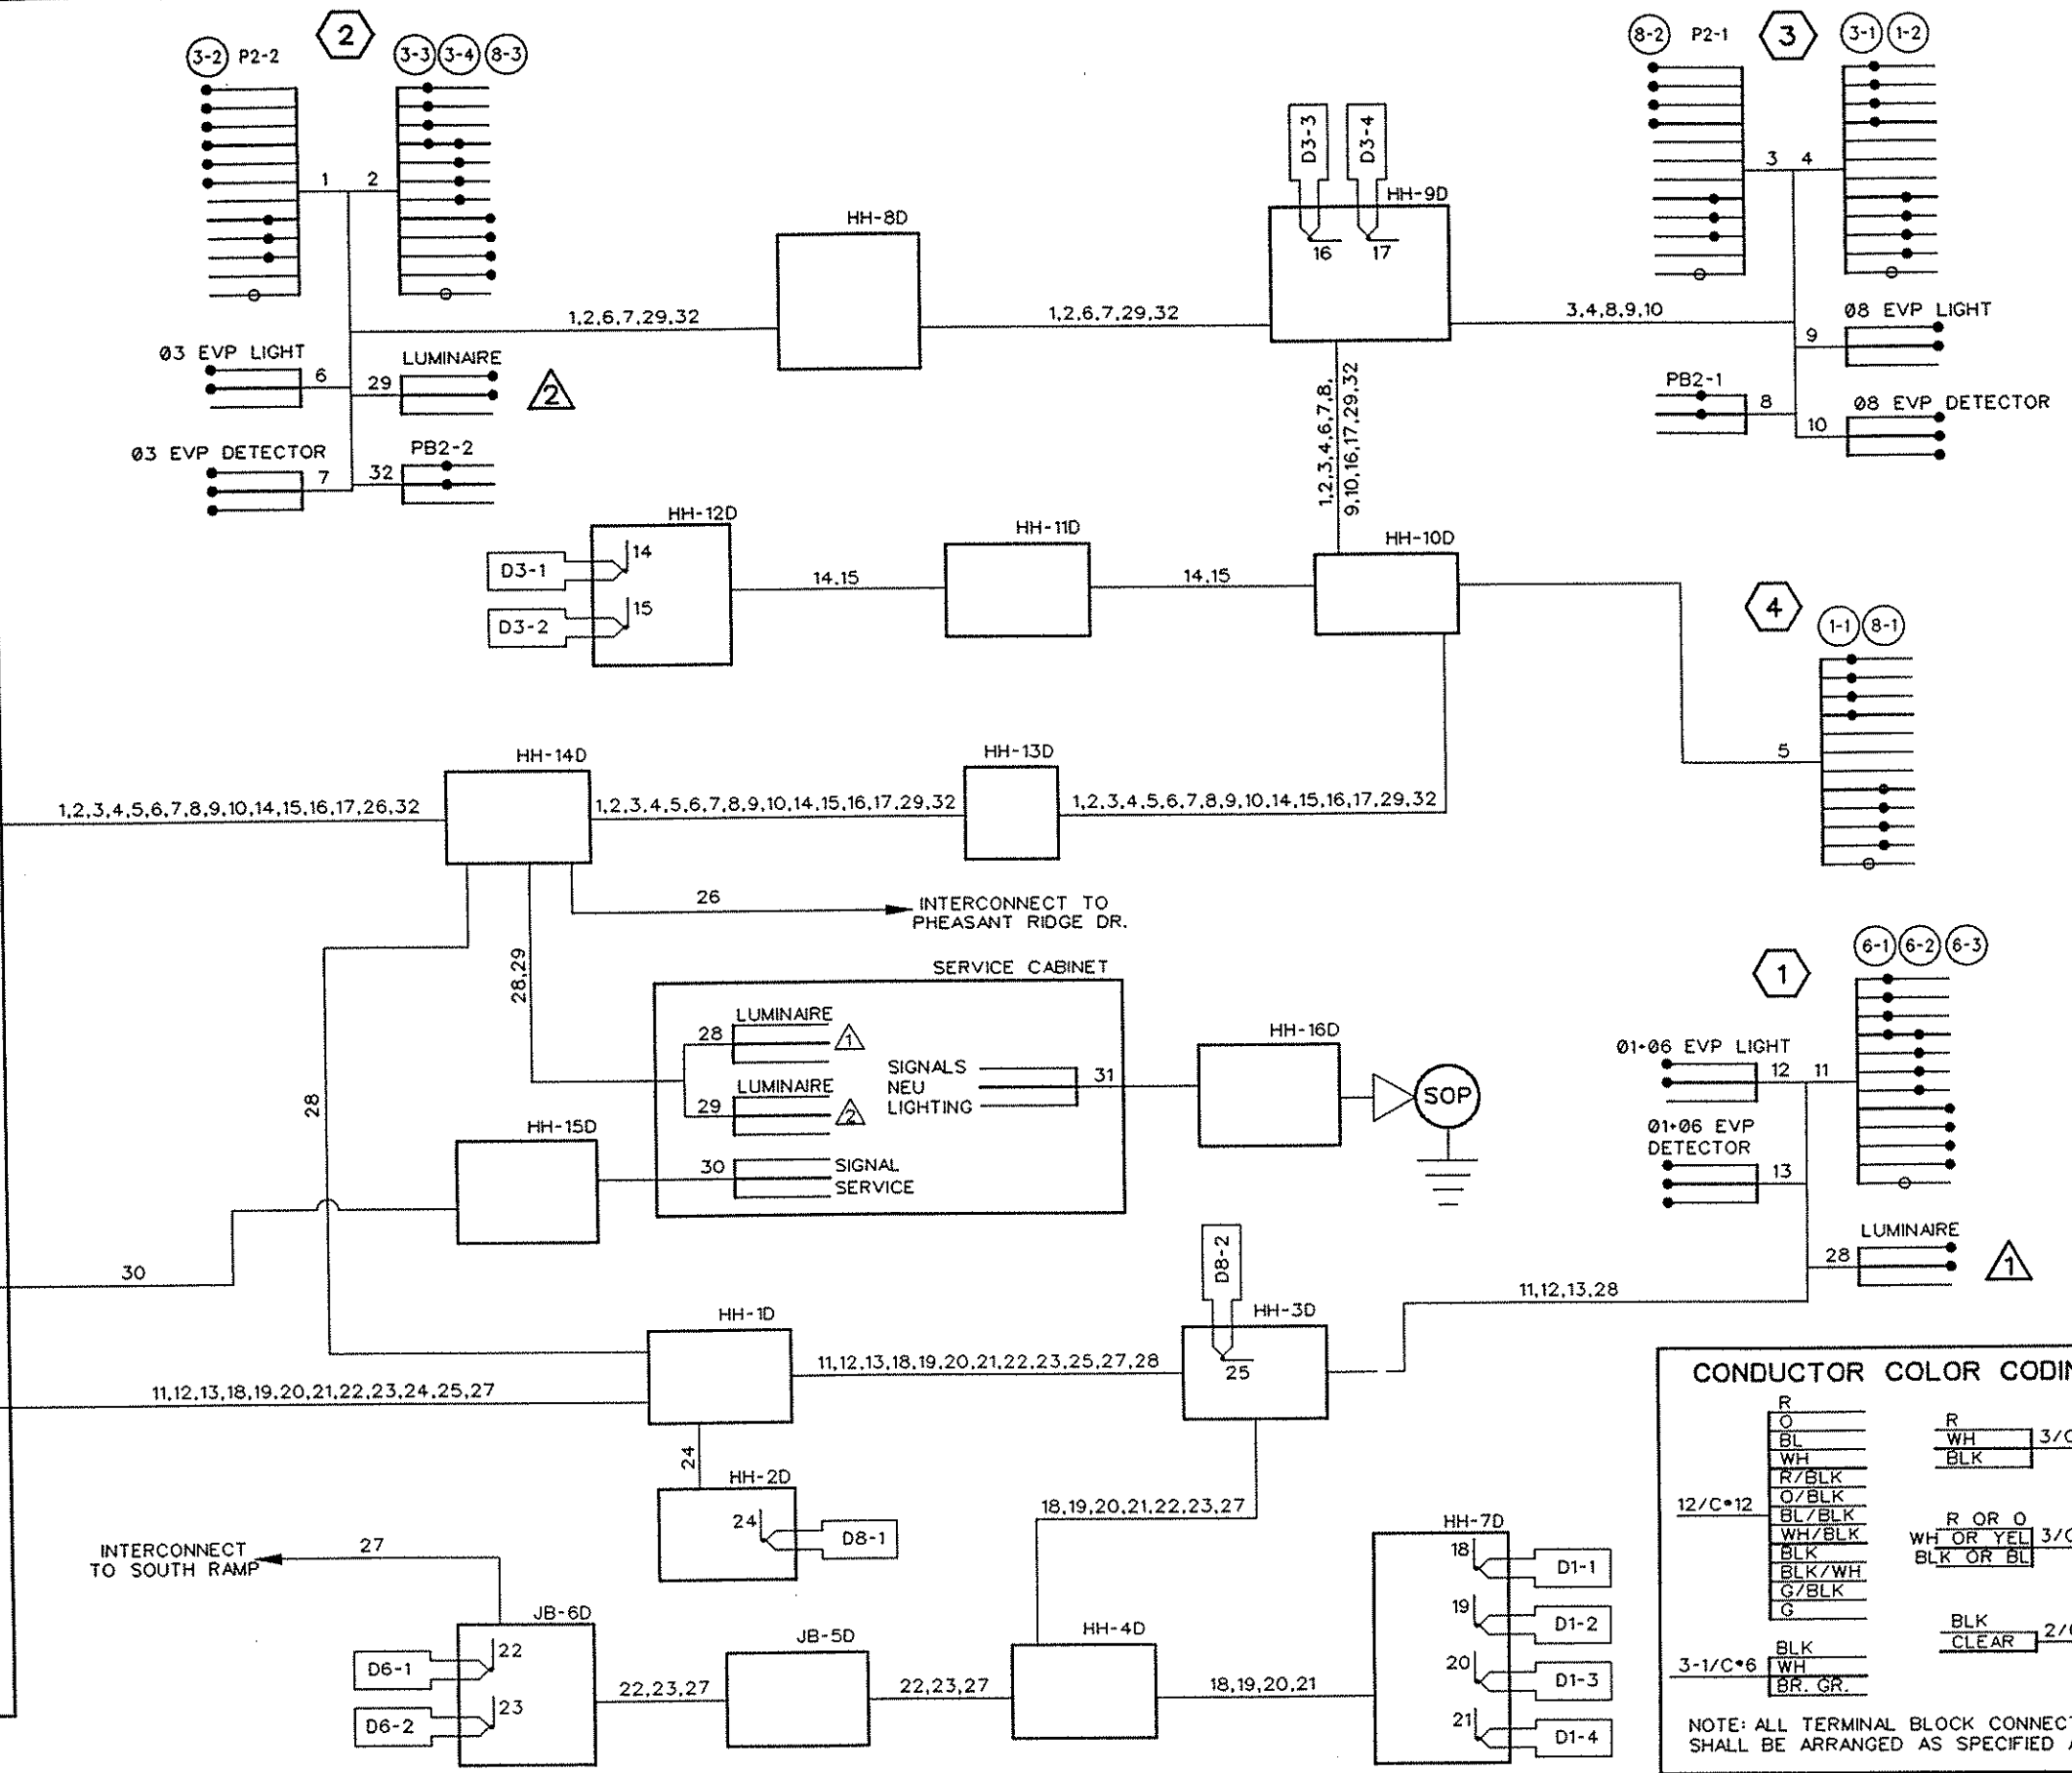 3-2 P2-2
2
3-3 3-4 8-3
8-2 P2-1
3
3-1 1-2
1
2
3
4
D3-3
D3-4
HH-8D
HH-9D
16
17
1,2,6,7,29,32
1,2,6,7,29,32
3,4,8,9,10
Ø3 EVP LIGHT
6
LUMINAIRE
29
2
Ø3 EVP DETECTOR
7
PB2-2
32
08 EVP LIGHT
9
PB2-1
8
08 EVP DETECTOR
10
1,2,3,4,6,7,8,
9,10,16,17,29,32
HH-12D
D3-1
14
D3-2
15
14,15
HH-11D
14,15
HH-10D
4
1-1 8-1
5
HH-14D
HH-13D
1,2,3,4,5,6,7,8,9,10,14,15,16,17,26,32
1,2,3,4,5,6,7,8,9,10,14,15,16,17,29,32
1,2,3,4,5,6,7,8,9,10,14,15,16,17,29,32
26
INTERCONNECT TO
PHEASANT RIDGE DR.
28
28,29
SERVICE CABINET
LUMINAIRE
28
1
LUMINAIRE
29
2
SIGNALS
NEU
LIGHTING
31
30
SIGNAL
SERVICE
HH-16D
SOP
HH-15D
30
1
6-1 6-2 6-3
01+06 EVP LIGHT
12
11
01+06 EVP
DETECTOR
13
LUMINAIRE
28
1
11,12,13,28
D8-2
HH-3D
25
HH-1D
11,12,13,18,19,20,21,22,23,25,27,28
11,12,13,18,19,20,21,22,23,24,25,27
24
HH-2D
24
D8-1
18,19,20,21,22,23,27
INTERCONNECT
TO SOUTH RAMP
27
JB-6D
D6-1
22
D6-2
23
22,23,27
JB-5D
22,23,27
HH-4D
18,19,20,21
HH-7D
18
D1-1
19
D1-2
20
D1-3
21
D1-4
CONDUCTOR COLOR CODIN
12/C•12
R
O
BL
WH
R/BLK
O/BLK
BL/BLK
WH/BLK
BLK
BLK/WH
G/BLK
G
3-1/C•6
BLK
WH
BR. GR.
R
WH
BLK
3/C
R OR O
WH OR YEL
BLK OR BL
3/C
BLK
CLEAR
2/C
NOTE: ALL TERMINAL BLOCK CONNECT
SHALL BE ARRANGED AS SPECIFIED A